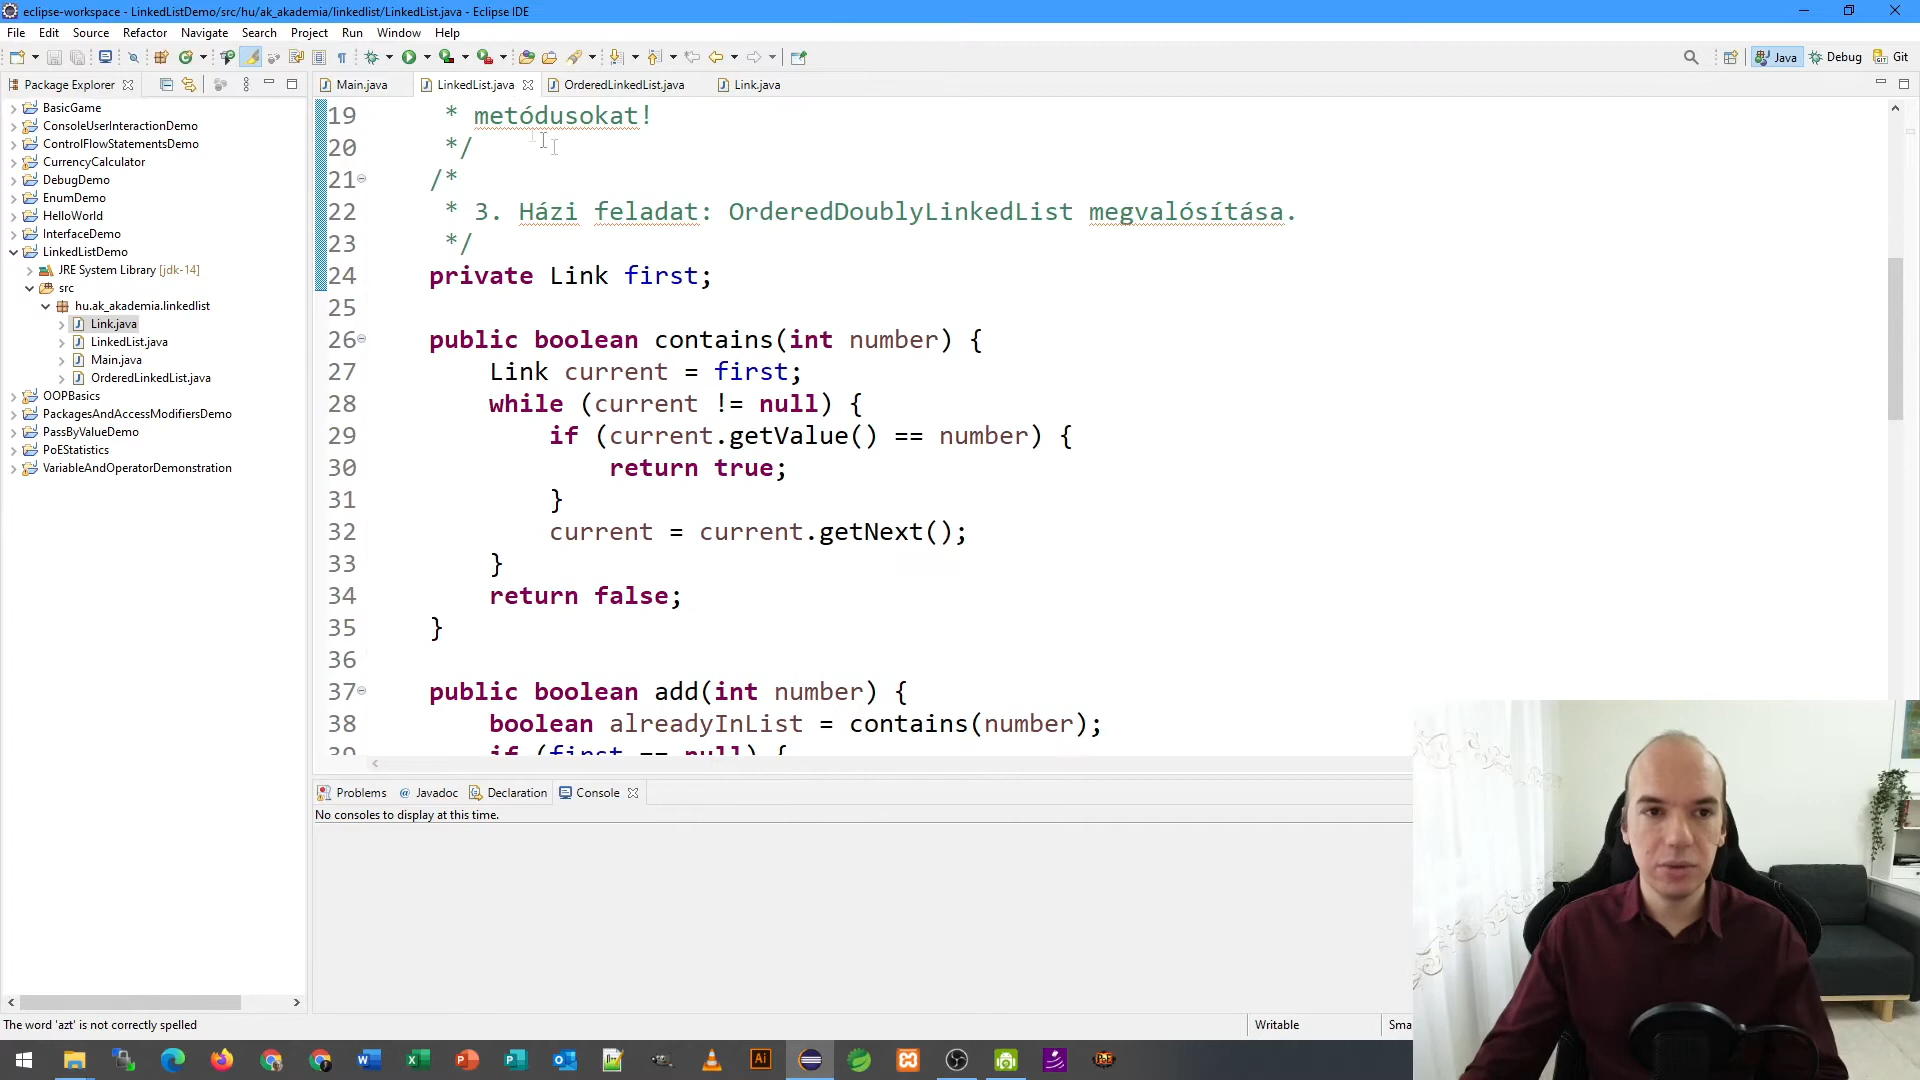 eclipse-workspace - LinkedListDemo/src/hu/ak_akademia/linkedlist/LinkedList.java - Eclipse IDE
File Edit Source Refactor Navigate Search Project Run Window Help
Java Debug Git
Package Explorer
Main.java LinkedList.java OrderedLinkedList.java Link.java
BasicGame
ConsoleUserInteractionDemo
ControlFlowStatementsDemo
CurrencyCalculator
DebugDemo
EnumDemo
HelloWorld
InterfaceDemo
LinkedListDemo
JRE System Library [jdk-14]
src
hu.ak_akademia.linkedlist
Link.java
LinkedList.java
Main.java
OrderedLinkedList.java
OOPBasics
PackagesAndAccessModifiersDemo
PassByValueDemo
PoEStatistics
VariableAndOperatorDemonstration
19 * metódusokat!
20 */
21 /*
22 * 3. Házi feladat: OrderedDoublyLinkedList megvalósítása.
23 */
24 private Link first;
25
26 public boolean contains(int number) {
27 Link current = first;
28 while (current != null) {
29 if (current.getValue() == number) {
30 return true;
31 }
32 current = current.getNext();
33 }
34 return false;
35 }
36
37 public boolean add(int number) {
38 boolean alreadyInList = contains(number);
39 if (first == null) {
Problems Javadoc Declaration Console
No consoles to display at this time.
The word 'azt' is not correctly spelled
Writable
Sma